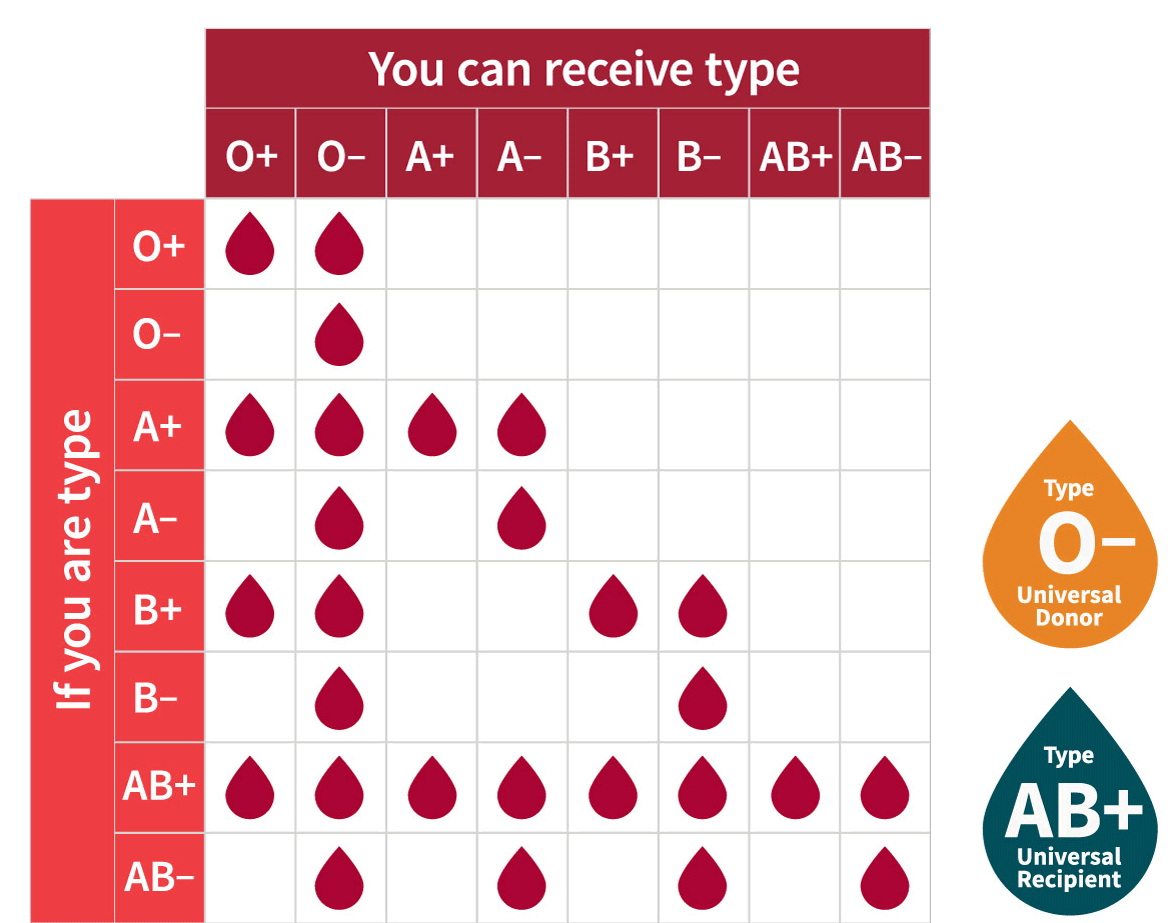 You can receive type
O+ O– A+ A– B+ B– AB+ AB–
If you are type
O+
O–
A+
A–
B+
B–
AB+
AB–
Type
O–
Universal
Donor
Type
AB+
Universal
Recipient